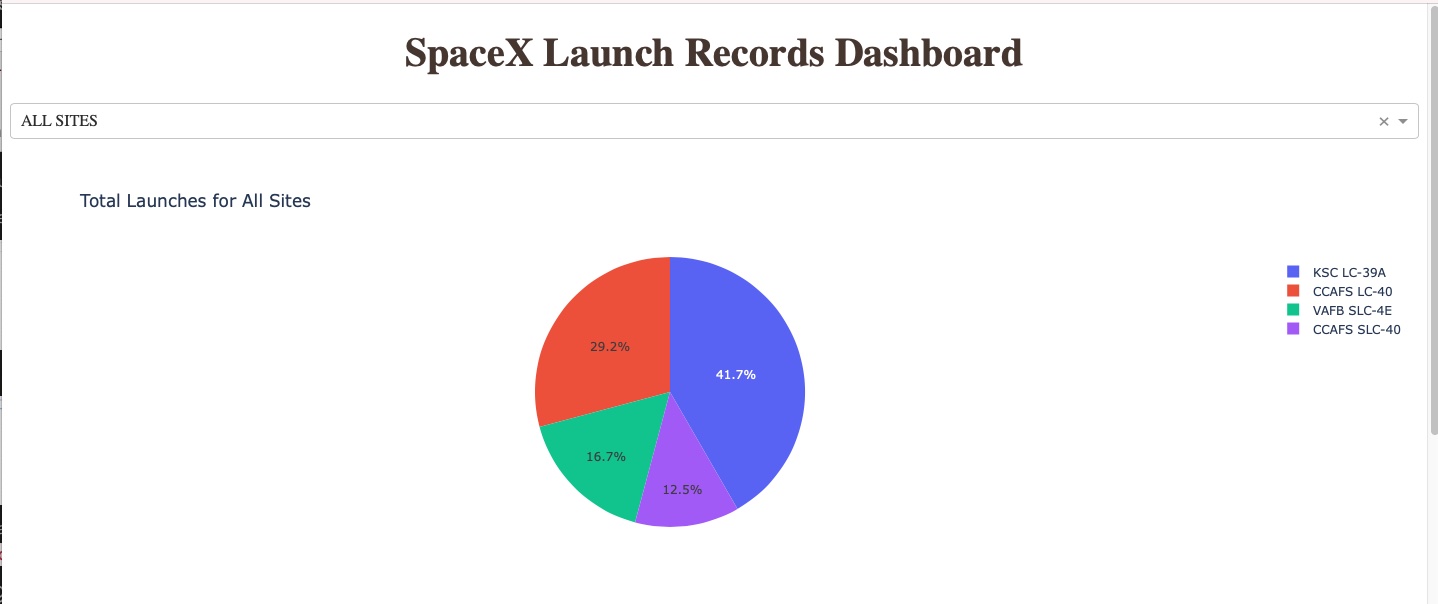 SpaceX Launch Records Dashboard
ALL SITES
Total Launches for All Sites
KSC LC-39A
CCAFS LC-40
VAFB SLC-4E
CCAFS SLC-40
29.2%
41.7%
16.7%
12.5%